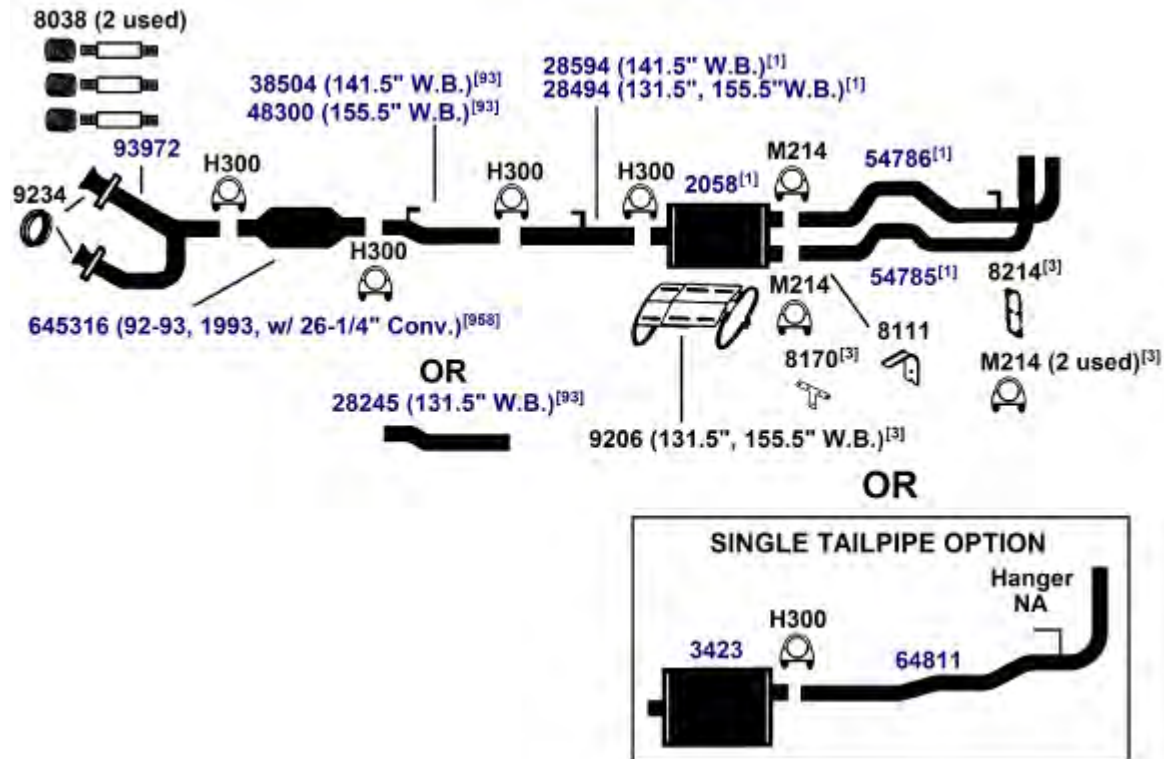 8038 (2 used)
28594 (141.5" W.B.)[1]
38504 (141.5" W.B.)[93]
28494 (131.5", 155.5"W.B.)[1]
48300 (155.5" W.B.)[93]
93972
H300
H300
H300
M214
54786[1]
2058[1]
9234
H300
M214
54785[1]
8214[3]
645316 (92-93, 1993, w/ 26-1/4" Conv.)[958]
8111
8170[3]
M214 (2 used)[3]
OR
28245 (131.5" W.B.)[93]
9206 (131.5", 155.5" W.B.)[3]
OR
SINGLE TAILPIPE OPTION
Hanger
NA
H300
3423
64811